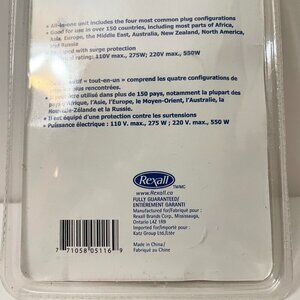 • All-in-one unit includes the four most common plug configurations
• Good for use in over 150 countries, including most parts of Africa,
Asia, Europe, the Middle East, Australia, New Zealand, North America,
and Russia
with surge protection
rating: 110V max., 275W; 220V max., 550W
« tout-en-un » comprend les quatre configurations de
plus rencontrées.
utilisé dans plus de 150 pays, notamment la plupart des
pays d'Afrique, l'Asie, l'Europe, le Moyen-Orient, l'Australie, la
Nouvelle-Zélande et la Russie.
• Il est équipé d'une protection contre les surtensions
• Puissance électrique : 110 V. max., 275 W ; 220 V. max., 550 W
Rexall
TM/MC
www.Rexall.ca
FULLY GUARANTEED/
ENTIÈREMENT GARANTI
Manufactured for/Fabriqué pour :
Rexall Brands Corp., Mississauga,
Ontario L4Z 1R9
Imported for/Importée pour :
Katz Group Ltd./Ltée
Made in China/
Fabriqué au Chine
7 71058 05116 9